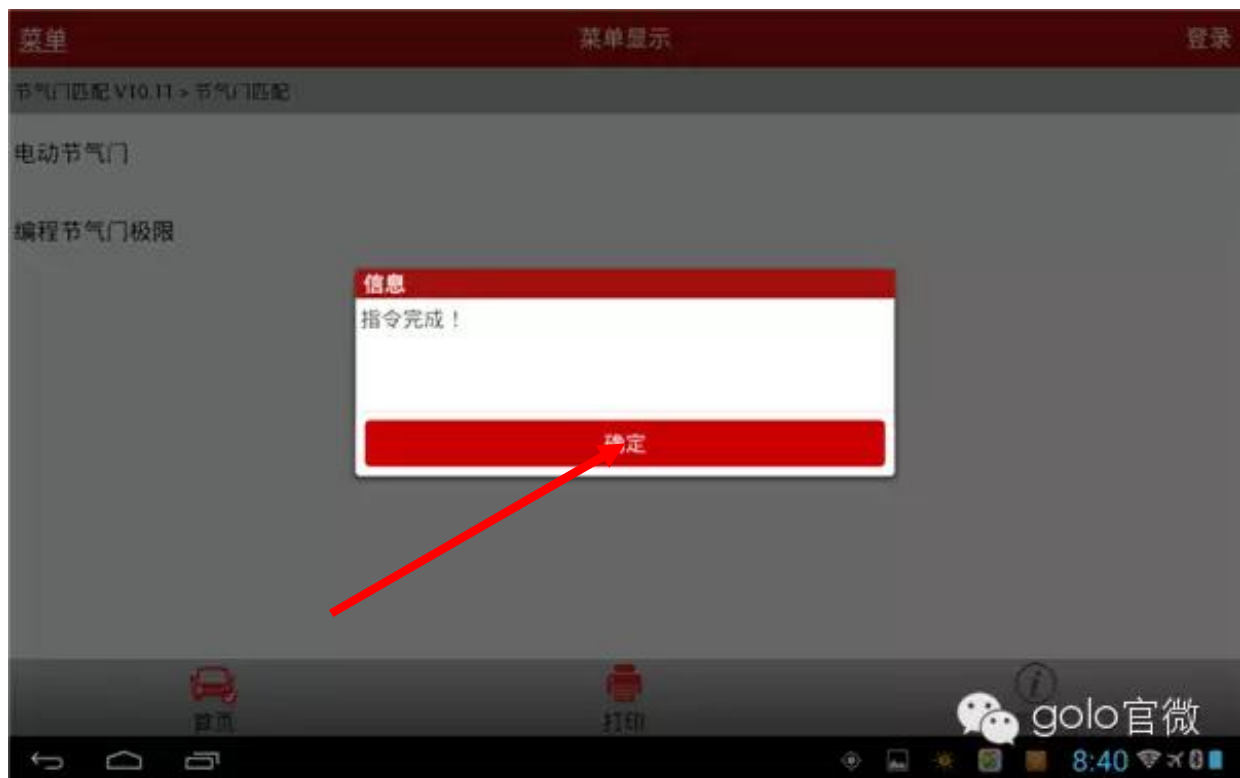 菜单 菜单显示 登录
节气门匹配 V10.11 > 节气门匹配
电动节气门
编程节气门极限
信息
指令完成！
确定
首页 打印
golo官微
8:40